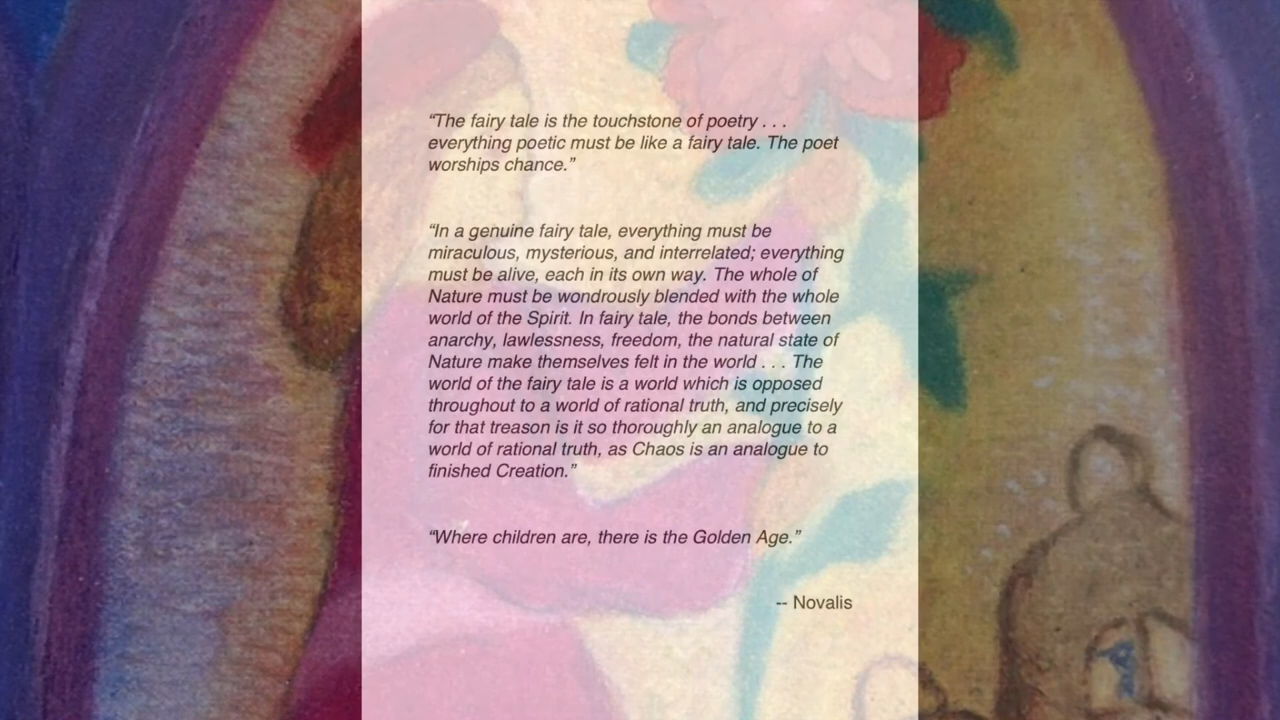 “The fairy tale is the touchstone of poetry . . .
everything poetic must be like a fairy tale. The poet
worships chance.”
“In a genuine fairy tale, everything must be
miraculous, mysterious, and interrelated; everything
must be alive, each in its own way. The whole of
Nature must be wondrously blended with the whole
world of the Spirit. In fairy tale, the bonds between
anarchy, lawlessness, freedom, the natural state of
Nature make themselves felt in the world . . . The
world of the fairy tale is a world which is opposed
throughout to a world of rational truth, and precisely
for that treason is it so thoroughly an analogue to a
world of rational truth, as Chaos is an analogue to
finished Creation.”
“Where children are, there is the Golden Age.”
-- Novalis